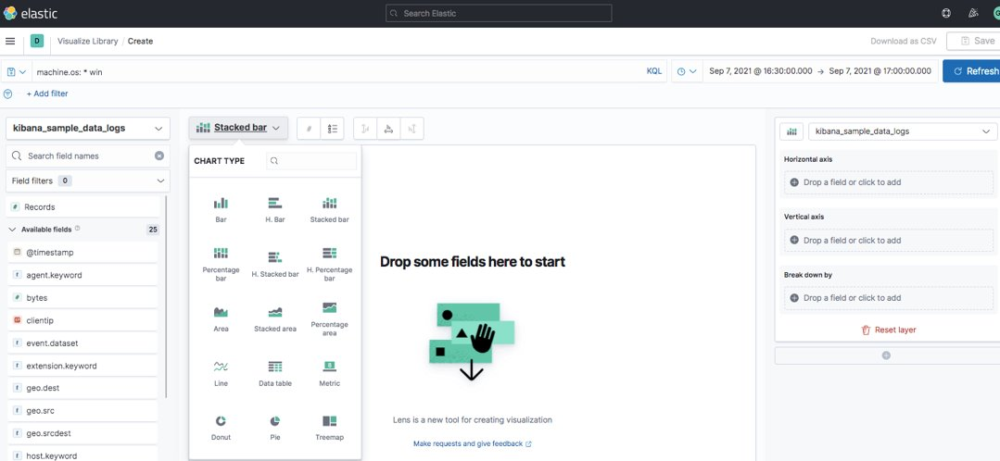 elastic
Search Elastic
G
D
Visualize Library / Create
Download as CSV
Save
machine.os: * win
KQL
Sep 7, 2021 @ 16:30:00.000 → Sep 7, 2021 @ 17:00:00.000
Refresh
+ Add filter
kibana_sample_data_logs
Search field names
Field filters 0
# Records
Available fields 25
@timestamp
t agent.keyword
# bytes
IP clientip
t event.dataset
t extension.keyword
t geo.dest
t geo.src
t geo.srcdest
t host.keyword
Stacked bar
#
CHART TYPE
Bar
H. Bar
Stacked bar
Percentage bar
H. Stacked bar
H. Percentage bar
Area
Stacked area
Percentage area
Line
Data table
8
Metric
Donut
Pie
Treemap
Drop some fields here to start
Lens is a new tool for creating visualization
Make requests and give feedback
kibana_sample_data_logs
Horizontal axis
Drop a field or click to add
Vertical axis
Drop a field or click to add
Break down by
Drop a field or click to add
Reset layer